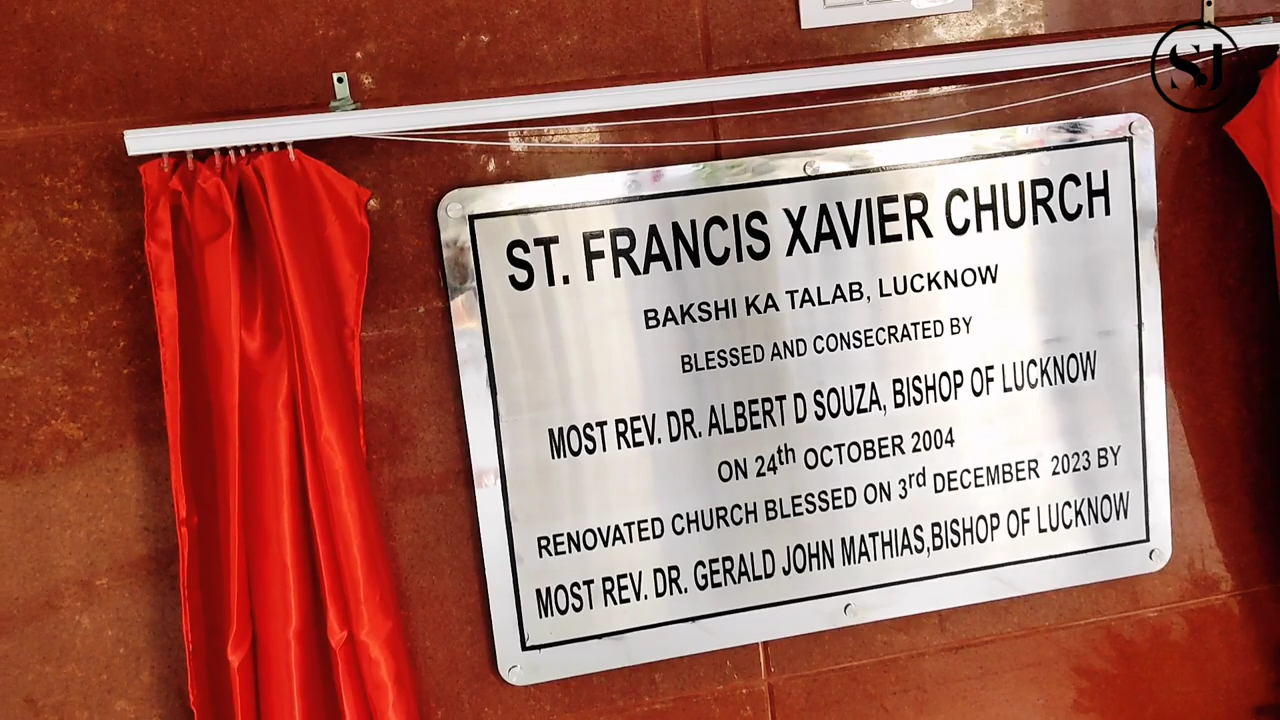 SJ
ST. FRANCIS XAVIER CHURCH
BAKSHI KA TALAB, LUCKNOW
BLESSED AND CONSECRATED BY
MOST REV. DR. ALBERT D SOUZA, BISHOP OF LUCKNOW
ON 24th OCTOBER 2004
RENOVATED CHURCH BLESSED ON 3rd DECEMBER 2023 BY
MOST REV. DR. GERALD JOHN MATHIAS,BISHOP OF LUCKNOW